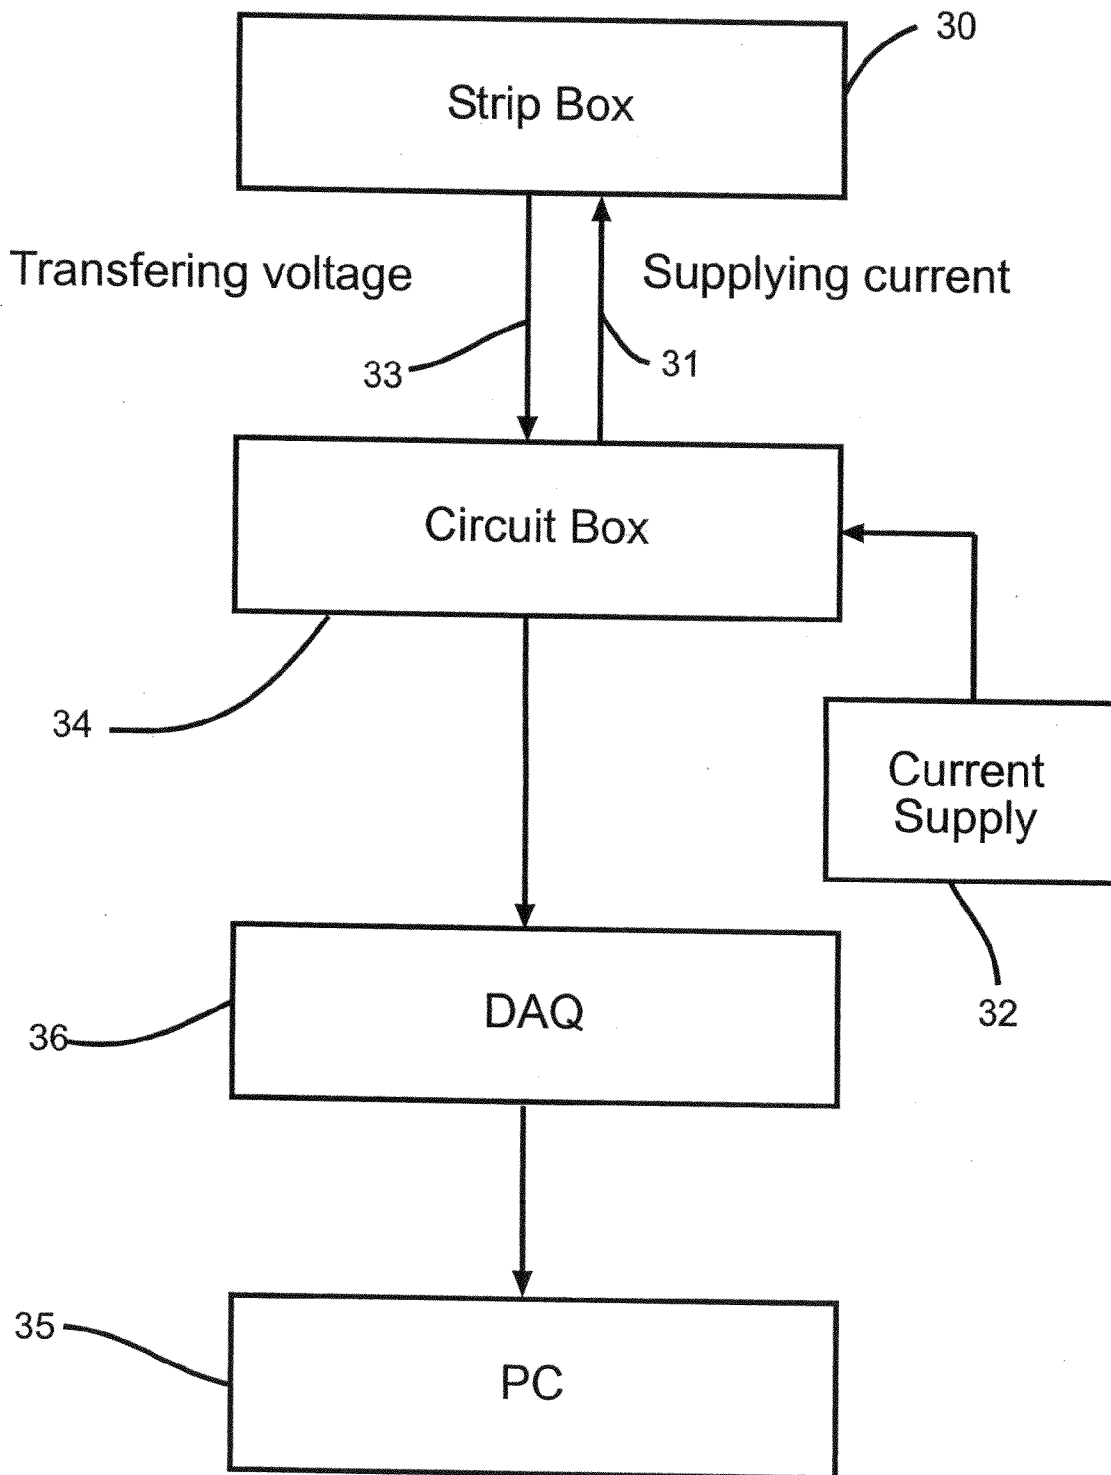 30
Strip Box
Transfering voltage
Supplying current
33
31
Circuit Box
34
Current
Supply
32
DAQ
36
35
PC